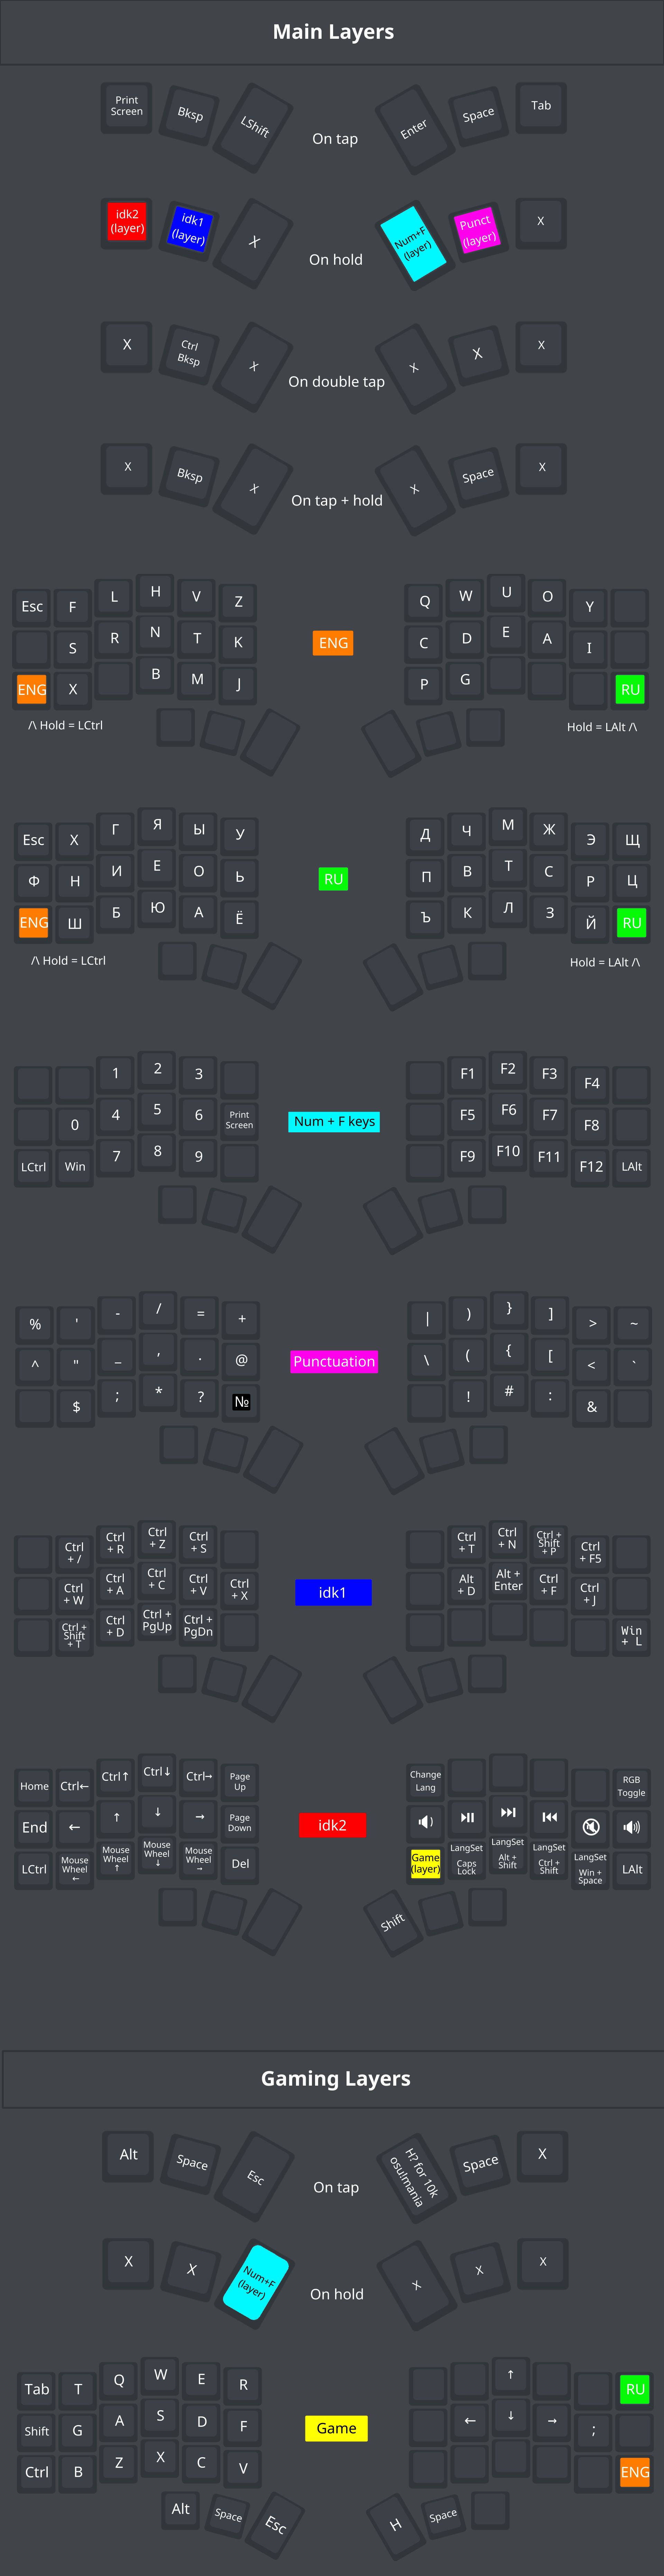 Main Layers
Print
Screen
Bksp
LShift
On tap
Enter
Space
Tab
idk2
(layer)
idk1
(layer)
X
On hold
Num+F
(layer)
Punct
(layer)
X
X
Ctrl
Bksp
X
On double tap
X
X
X
X
Bksp
X
On tap + hold
X
Space
X
Esc F L H V Z
Q W U O Y
S R N T K
ENG
C D E A I
ENG X B M J
P G RU
/\ Hold = LCtrl
Hold = LAlt /\
Esc Х Г Я Ы У
Д Ч М Ж Э Щ
Ф Н И Е О Ь
RU
П В Т С Р Ц
ENG Ш Б Ю А Ё
Ъ К Л З Й RU
/\ Hold = LCtrl
Hold = LAlt /\
1 2 3
F1 F2 F3 F4
0 4 5 6
Print
Screen
Num + F keys
F5 F6 F7 F8
LCtrl Win 7 8 9
F9 F10 F11 F12 LAlt
% ' - / = +
| ) } ] > ~
^ " _ , . @
Punctuation
\ ( { [ < `
$ ; * ? №
! # : &
Ctrl
+ /
Ctrl
+ R
Ctrl
+ Z
Ctrl
+ S
Ctrl
+ T
Ctrl
+ N
Ctrl +
Shift
+ P
Ctrl
+ F5
Ctrl
+ W
Ctrl
+ A
Ctrl
+ C
Ctrl
+ V
Ctrl
+ X
idk1
Alt
+ D
Alt +
Enter
Ctrl
+ F
Ctrl
+ J
Ctrl +
Shift
+ T
Ctrl
+ D
Ctrl +
PgUp
Ctrl +
PgDn
Win
+ L
Home
Ctrl←
Ctrl↑
Ctrl↓
Ctrl→
Page
Up
Change
Lang
RGB
Toggle
End
←
↑
↓
→
Page
Down
idk2
LCtrl
Mouse
Wheel
←
Mouse
Wheel
↑
Mouse
Wheel
↓
Mouse
Wheel
→
Del
Game
(layer)
LangSet
Caps
Lock
LangSet
Alt +
Shift
LangSet
Ctrl +
Shift
LangSet
Win +
Space
LAlt
Shift
Gaming Layers
Alt
Space
Esc
On tap
H? for 10k
osu!mania
Space
X
X
X
Num+F
(layer)
On hold
X
X
X
Tab T Q W E R
↑ RU
Shift G A S D F
Game
← ↓ → ;
Ctrl B Z X C V
ENG
Alt Space Esc
H Space